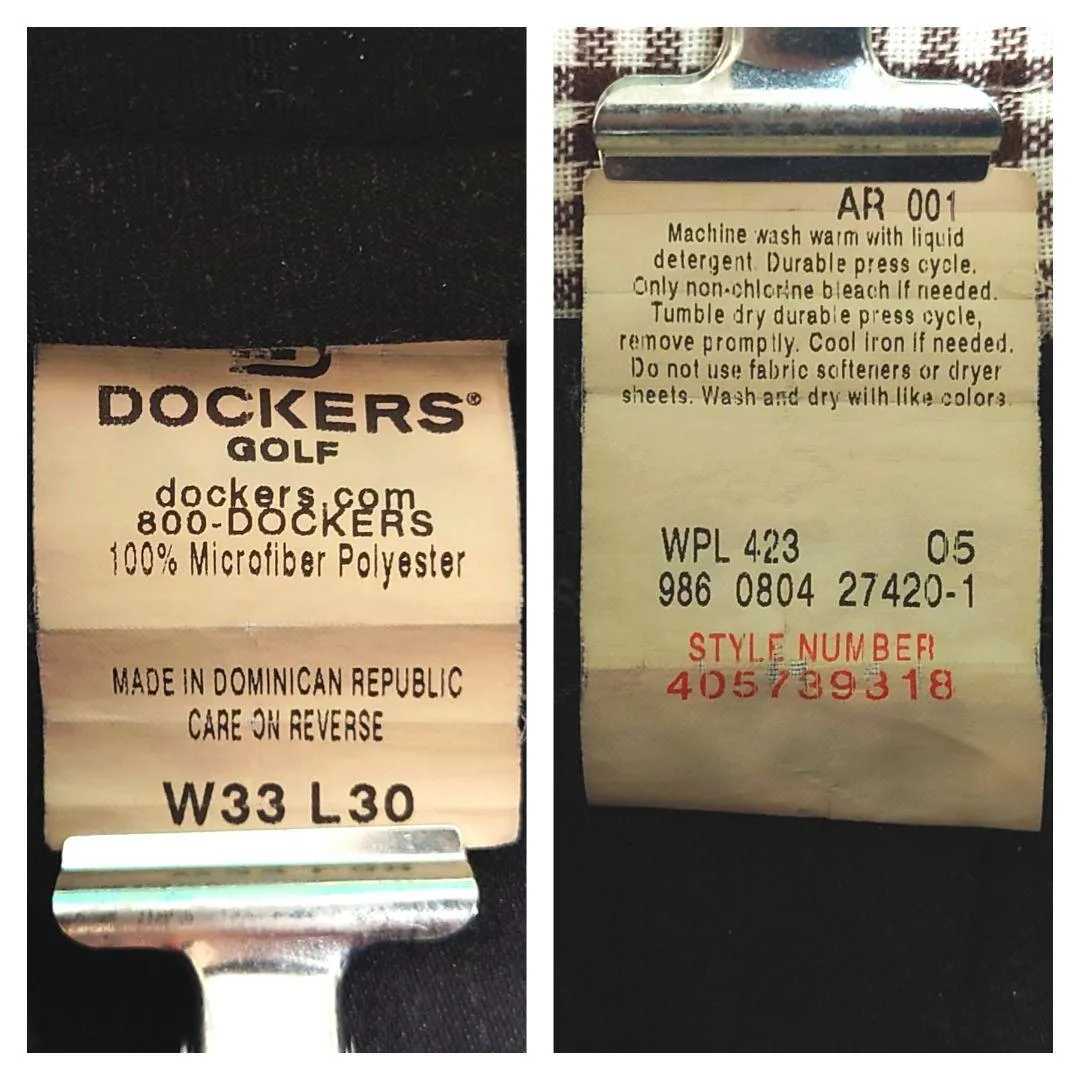 DOCKERS®
GOLF
dockers.com
800-DOCKERS
100% Microfiber Polyester
MADE IN DOMINICAN REPUBLIC
CARE ON REVERSE
W33 L30
AR 001
Machine wash warm with liquid
detergent. Durable press cycle.
Only non-chlorine bleach if needed.
Tumble dry durable press cycle,
remove promptly. Cool iron if needed.
Do not use fabric softeners or dryer
sheets. Wash and dry with like colors.
WPL 423 05
986 0804 27420-1
STYLE NUMBER
405739318